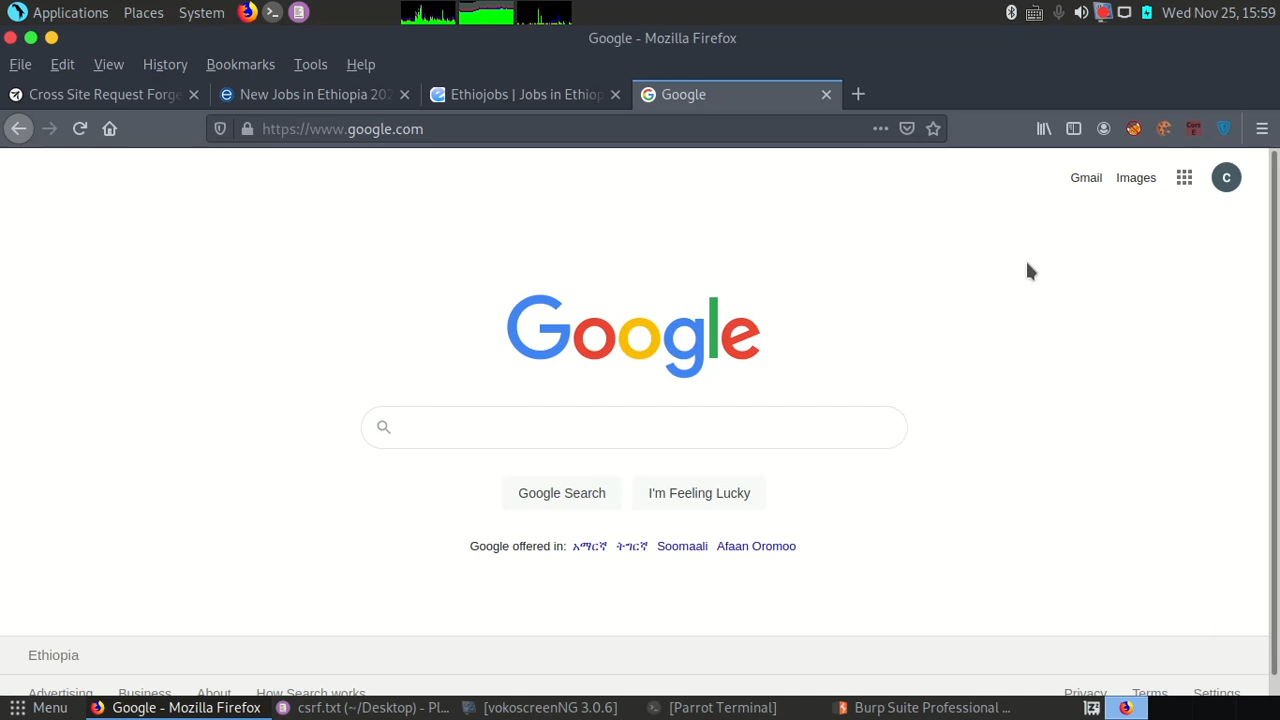 Applications Places System Wed Nov 25, 15:59
Google - Mozilla Firefox
File Edit View History Bookmarks Tools Help
Cross Site Request Forge New Jobs in Ethiopia 202 Ethiojobs | Jobs in Ethiop Google
https://www.google.com
Gmail Images C
Google
Google Search I'm Feeling Lucky
Google offered in: አማርኛ ትግርኛ Soomaali Afaan Oromoo
Ethiopia
Advertising Business About How Search works Privacy Terms Settings
Menu Google - Mozilla Firefox csrf.txt (~/Desktop) - Pl... [vokoscreenNG 3.0.6] [Parrot Terminal] Burp Suite Professional ...